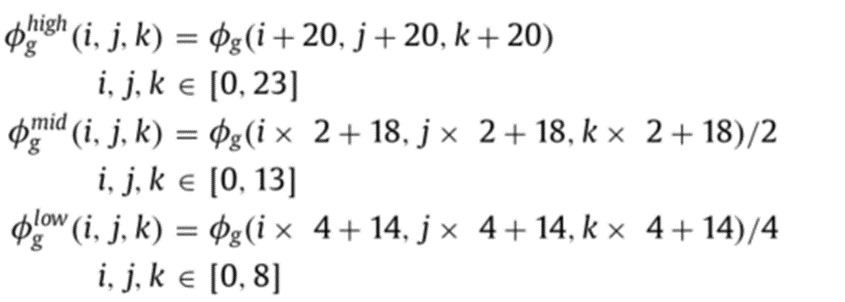 ϕ_g^{high}(i, j, k) = ϕ_g(i + 20, j + 20, k + 20)
i, j, k ∈ [0, 23]
ϕ_g^{mid}(i, j, k) = ϕ_g(i × 2 + 18, j × 2 + 18, k × 2 + 18)/2
i, j, k ∈ [0, 13]
ϕ_g^{low}(i, j, k) = ϕ_g(i × 4 + 14, j × 4 + 14, k × 4 + 14)/4
i, j, k ∈ [0, 8]